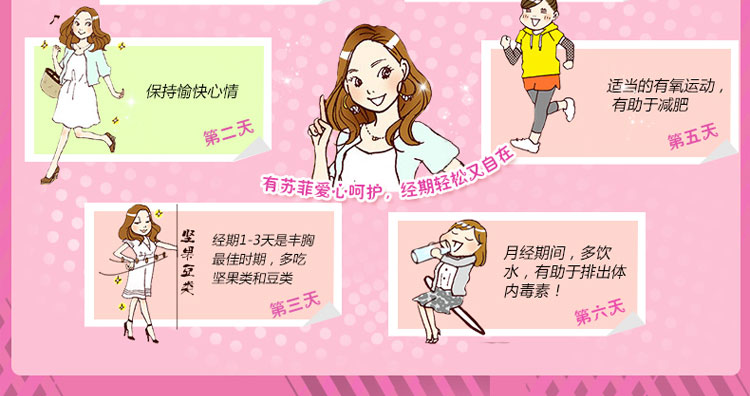 保持愉快心情
第二天
适当的有氧运动，
有助于减肥
第五天
有苏菲爱心呵护，经期轻松又自在
坚果豆类
经期1-3天是丰胸
最佳时期，多吃
坚果类和豆类
第三天
月经期间，多饮
水，有助于排出体
内毒素！
第六天